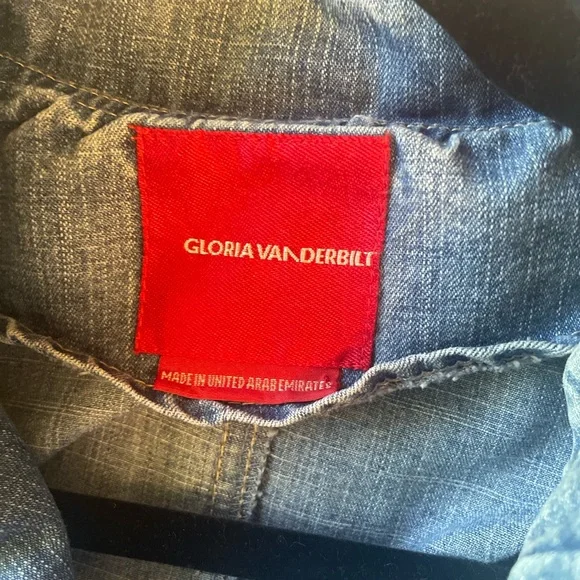 GLORIA VANDERBILT
MADE IN UNITED ARAB EMIRATES